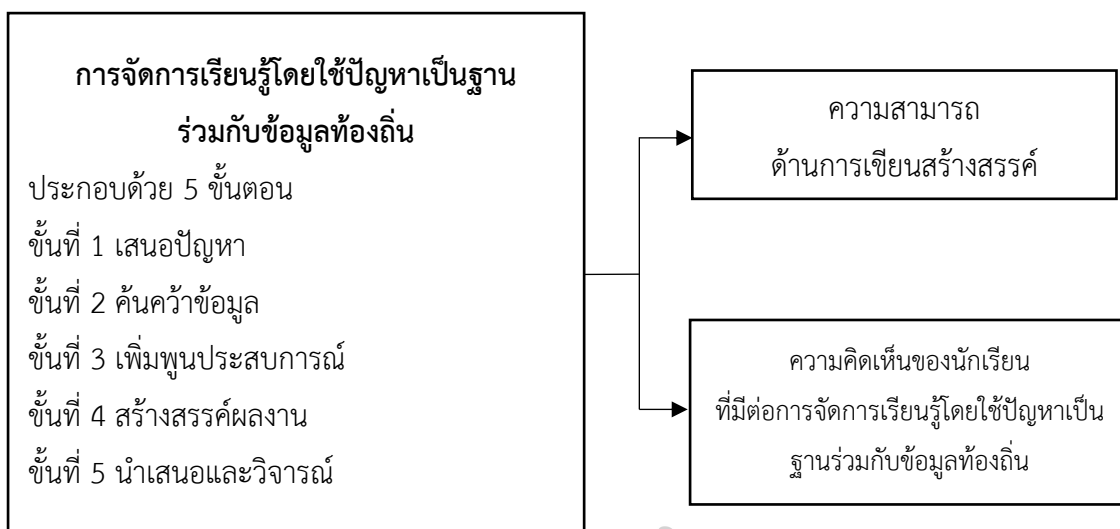 การจัดการเรียนรู้โดยใช้ปัญหาเป็นฐาน
ร่วมกับข้อมูลท้องถิ่น
ประกอบด้วย 5 ขั้นตอน
ขั้นที่ 1 เสนอปัญหา
ขั้นที่ 2 ค้นคว้าข้อมูล
ขั้นที่ 3 เพิ่มพูนประสบการณ์
ขั้นที่ 4 สร้างสรรค์ผลงาน
ขั้นที่ 5 นำเสนอและวิจารณ์
ความสามารถ
ด้านการเขียนสร้างสรรค์
ความคิดเห็นของนักเรียน
ที่มีต่อการจัดการเรียนรู้โดยใช้ปัญหาเป็น
ฐานร่วมกับข้อมูลท้องถิ่น